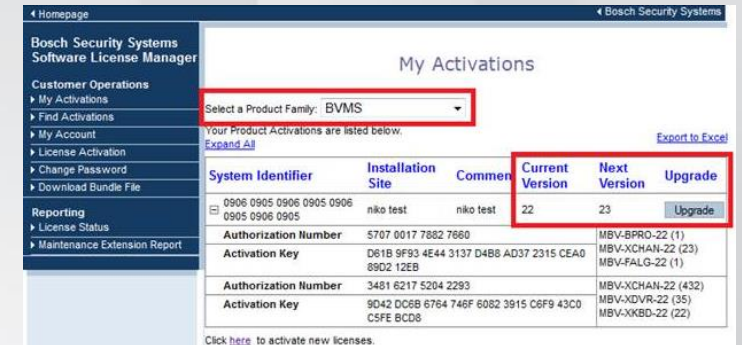 Homepage
Bosch Security Systems
Bosch Security Systems
Software License Manager
Customer Operations
My Activations
Find Activations
My Account
License Activation
Change Password
Download Bundle File
Reporting
License Status
Maintenance Extension Report
My Activations
Select a Product Family: BVMS
Your Product Activations are listed below.
Expand All
Export to Excel
System Identifier Installation Site Commen Current Version Next Version Upgrade
0906 0905 0906 0905 0906 0905 0906 0905 niko test niko test 22 23 Upgrade
Authorization Number 5707 0017 7882 7660
Activation Key D61B 9F93 4E44 3137 D4B8 AD37 2315 CEA0
89D2 12EB
MBV-BPRO-22 (1)
MBV-XCHAN-22 (23)
MBV-FALG-22 (1)
Authorization Number 3481 6217 5204 2293
Activation Key 9D42 DC6B 6764 746F 6082 3915 C6F9 43C0
C5FE BCD8
MBV-XCHAN-22 (432)
MBV-XDVR-22 (35)
MBV-XKBD-22 (22)
Click here to activate new licenses.